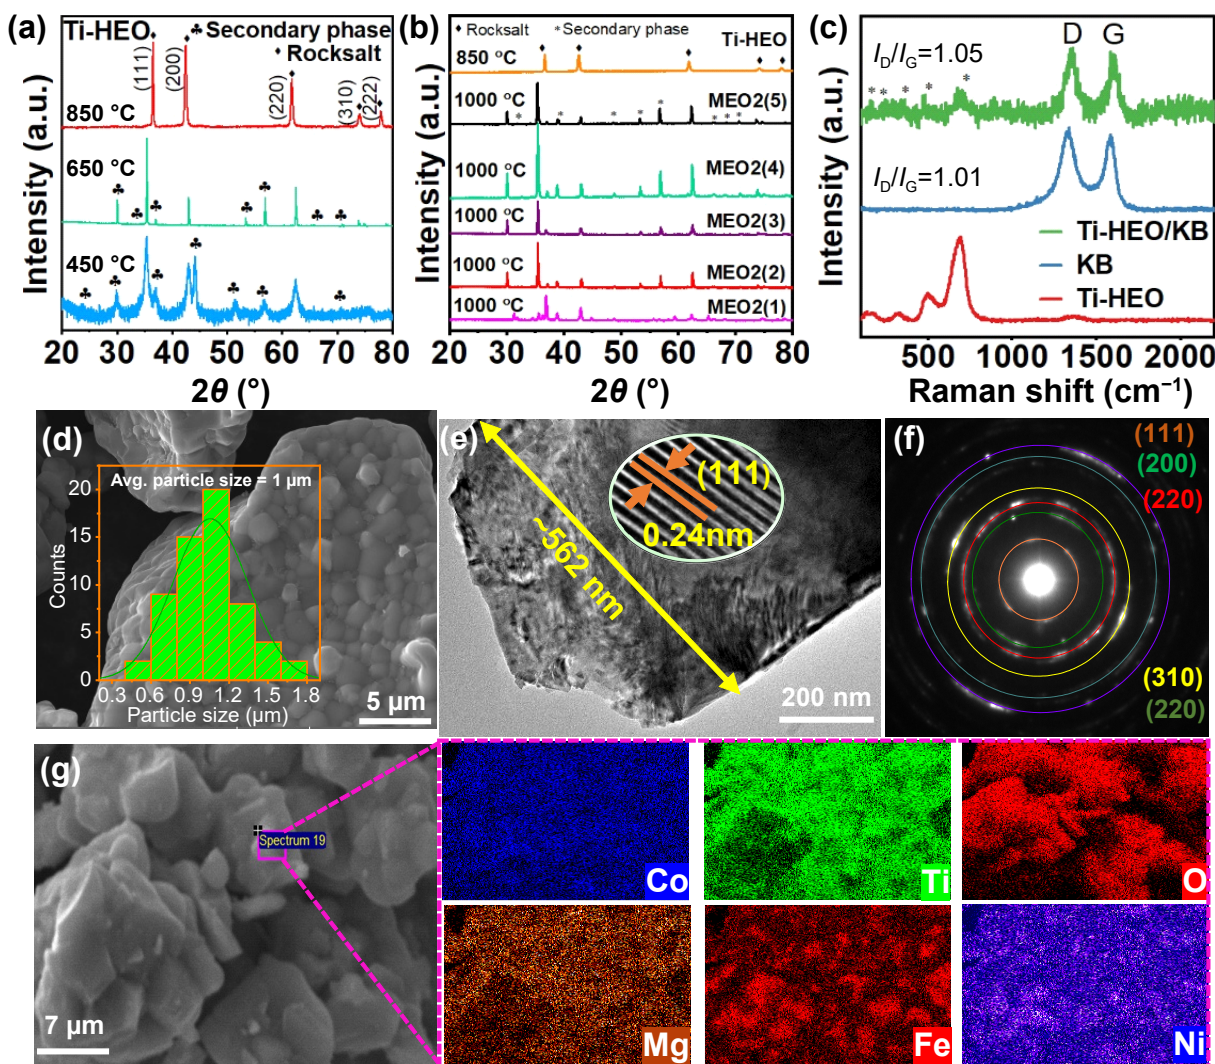 (a)
Ti-HEO
♣ Secondary phase
♦ Rocksalt
(111)
(200)
(220)
(310)
(222)
850 °C
650 °C
450 °C
Intensity (a.u.)
20 30 40 50 60 70 80
2θ (°)
(b)
♦ Rocksalt * Secondary phase
850 °C Ti-HEO
1000 °C MEO2(5)
1000 °C MEO2(4)
1000 °C MEO2(3)
1000 °C MEO2(2)
1000 °C MEO2(1)
Intensity (a.u.)
20 30 40 50 60 70 80
2θ (°)
(c)
D G
ID/IG=1.05
ID/IG=1.01
Ti-HEO/KB
KB
Ti-HEO
Intensity (a.u.)
500 1000 1500 2000
Raman shift (cm−1)
(d)
Avg. particle size = 1 µm
20
15
10
5
0
Counts
0.3 0.6 0.9 1.2 1.5 1.8
Particle size (µm)
5 µm
(e)
(111)
0.24nm
~562 nm
200 nm
(f)
(111)
(200)
(220)
(310)
(220)
(g)
Spectrum 19
7 µm
Co
Ti
O
Mg
Fe
Ni